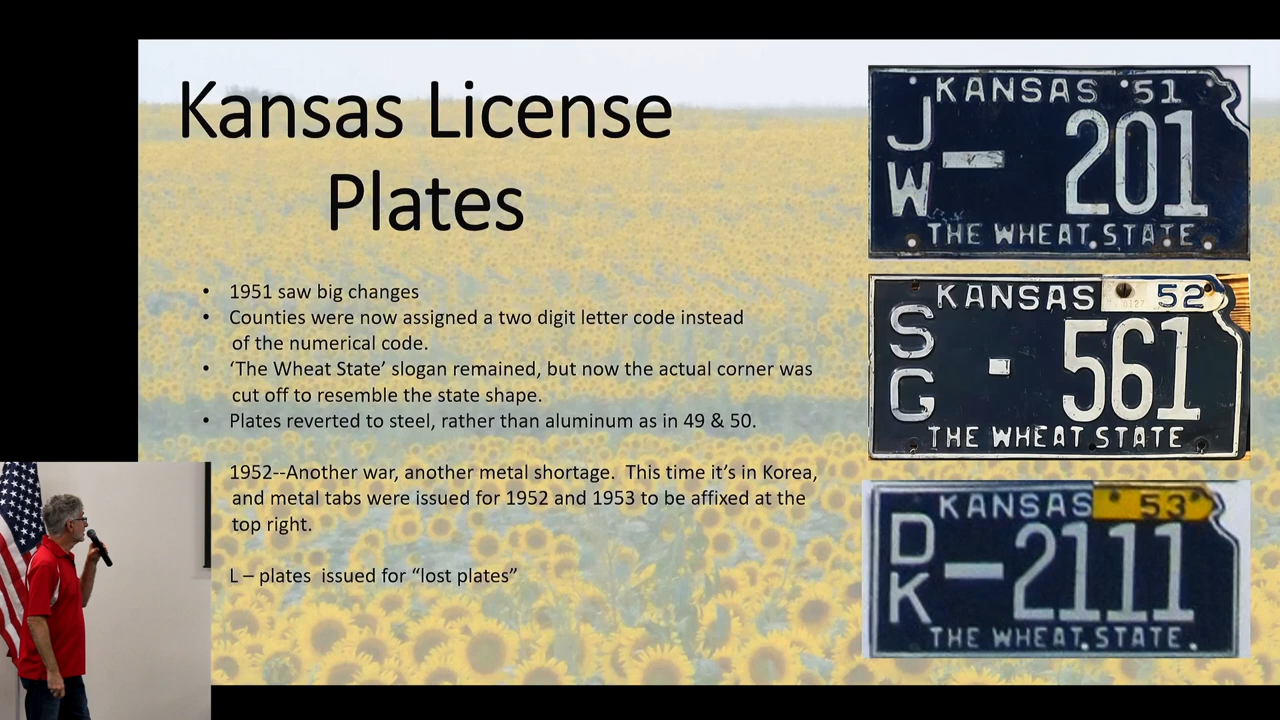 Kansas License
Plates
• 1951 saw big changes
• Counties were now assigned a two digit letter code instead
of the numerical code.
• ‘The Wheat State’ slogan remained, but now the actual corner was
cut off to resemble the state shape.
• Plates reverted to steel, rather than aluminum as in 49 & 50.
1952--Another war, another metal shortage. This time it’s in Korea,
and metal tabs were issued for 1952 and 1953 to be affixed at the
top right.
L – plates issued for “lost plates”
KANSAS '51
JW - 201
THE WHEAT STATE
KANSAS 52
SG - 561
THE WHEAT STATE
KANSAS 53
DK - 2111
THE WHEAT STATE